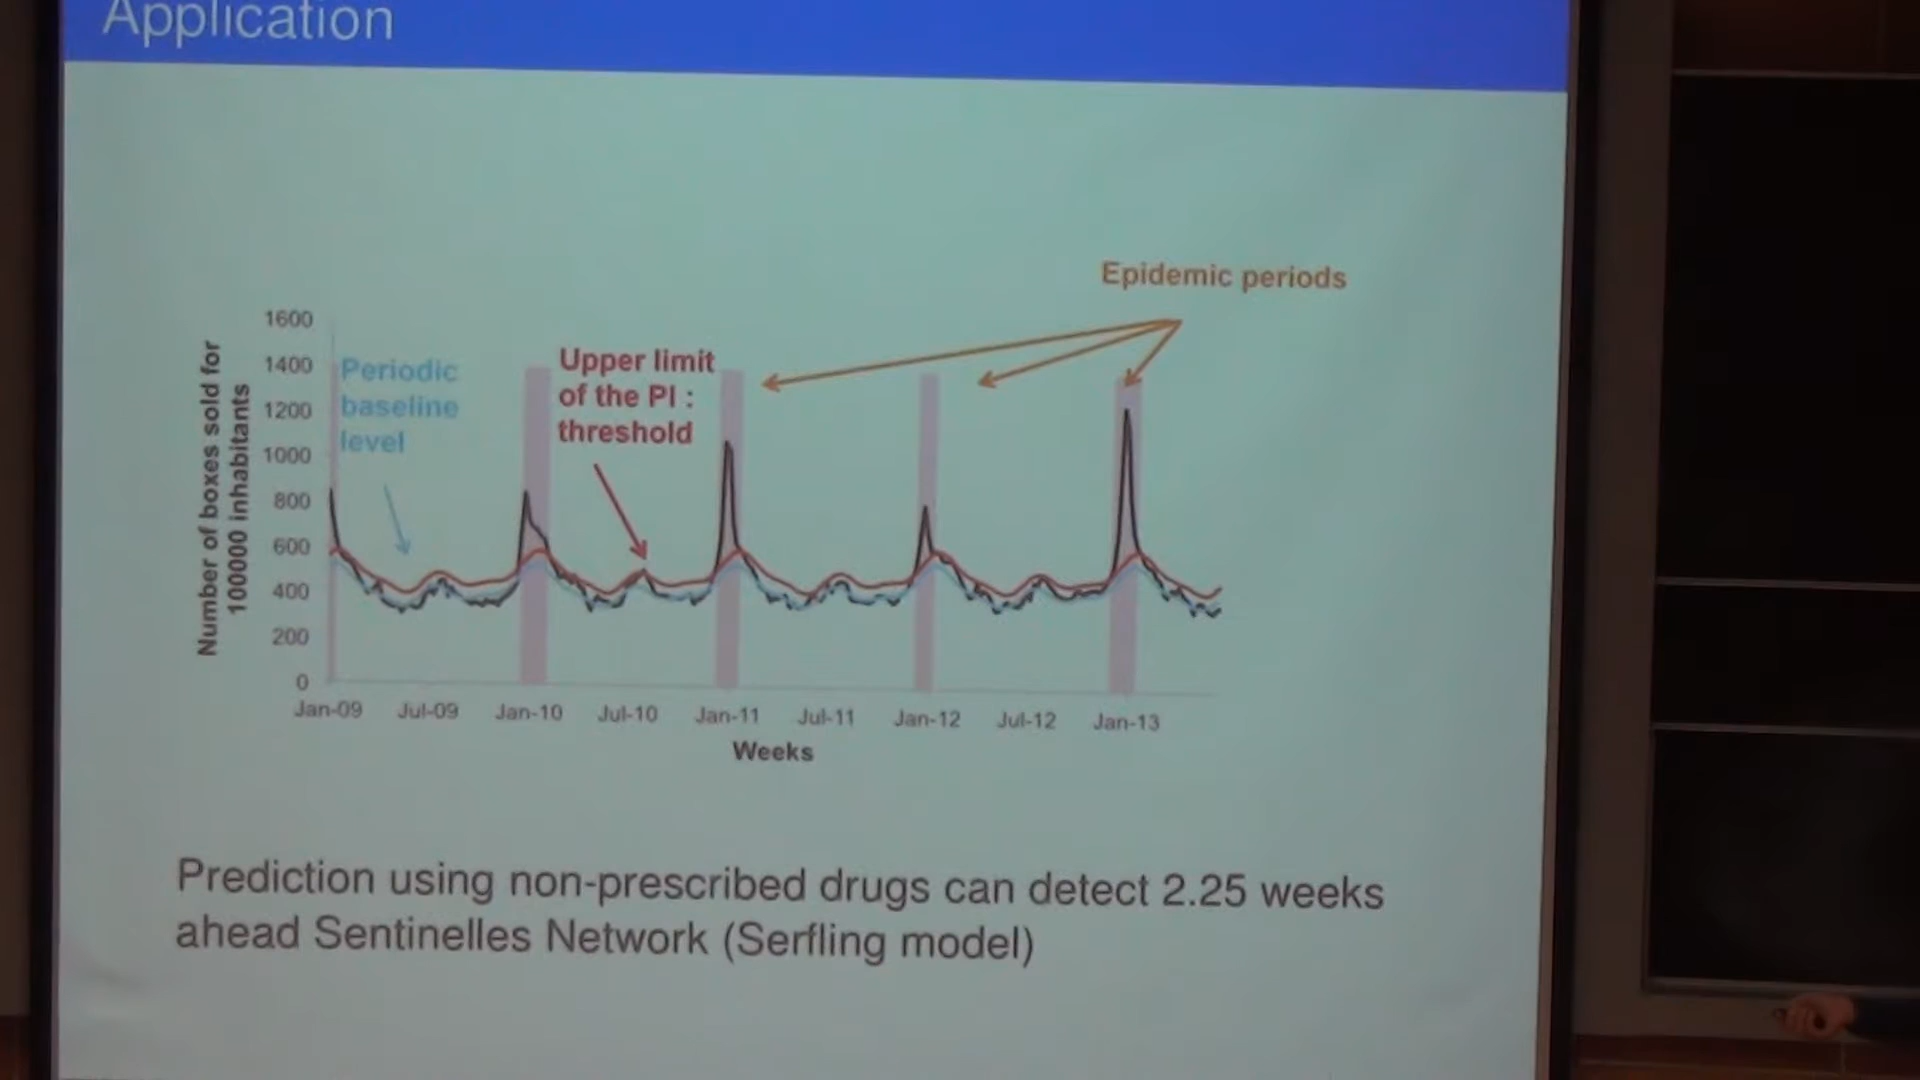 Application
Epidemic periods
1600
1400
1200
1000
800
600
400
200
0
Number of boxes sold for
100000 inhabitants
Periodic
baseline
level
Upper limit
of the PI :
threshold
Jan-09 Jul-09 Jan-10 Jul-10 Jan-11 Jul-11 Jan-12 Jul-12 Jan-13
Weeks
Prediction using non-prescribed drugs can detect 2.25 weeks
ahead Sentinelles Network (Serfling model)